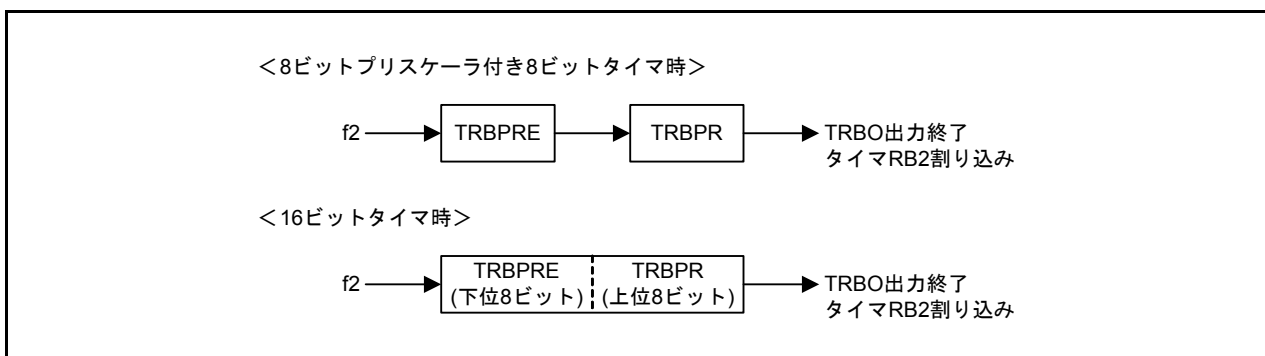 ＜8ビットプリスケーラ付き8ビットタイマ時＞
f2 TRBPRE TRBPR TRBO出力終了
タイマRB2割り込み
＜16ビットタイマ時＞
f2 TRBPRE (下位8ビット) TRBPR (上位8ビット) TRBO出力終了
タイマRB2割り込み